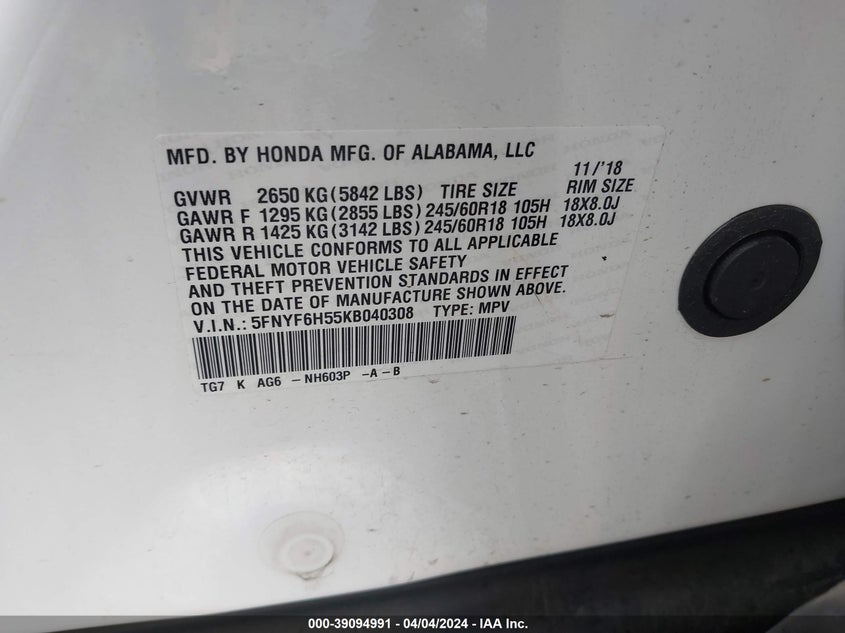 MFD. BY HONDA MFG. OF ALABAMA, LLC
11/'18
GVWR 2650 KG (5842 LBS) TIRE SIZE RIM SIZE
GAWR F 1295 KG (2855 LBS) 245/60R18 105H 18X8.0J
GAWR R 1425 KG (3142 LBS) 245/60R18 105H 18X8.0J
THIS VEHICLE CONFORMS TO ALL APPLICABLE
FEDERAL MOTOR VEHICLE SAFETY
AND THEFT PREVENTION STANDARDS IN EFFECT
ON THE DATE OF MANUFACTURE SHOWN ABOVE.
V.I.N.: 5FNYF6H55KB040308 TYPE: MPV
TG7 K AG6 - NH603P -A - B
000-39094991 / 04/04/2024 - IAA Inc.